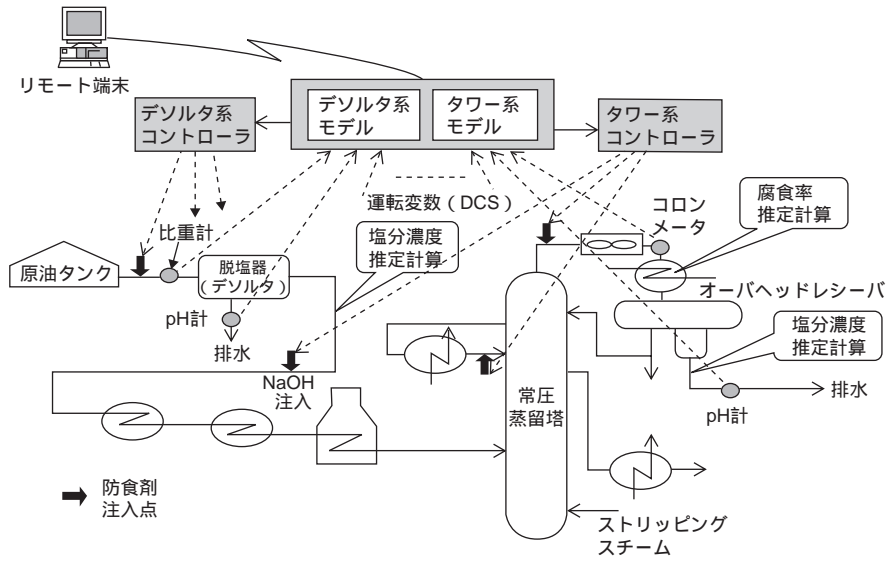 リモート端末
デソルタ系
コントローラ
デソルタ系
モデル
タワー系
モデル
タワー系
コントローラ
運転変数（DCS）
比重計
塩分濃度
推定計算
コロン
メータ
腐食率
推定計算
原油タンク
脱塩器
（デソルタ）
オーバヘッドレシーバ
pH計
排水
塩分濃度
推定計算
NaOH
注入
常圧
蒸留塔
排水
pH計
防食剤
注入点
ストリッピング
スチーム